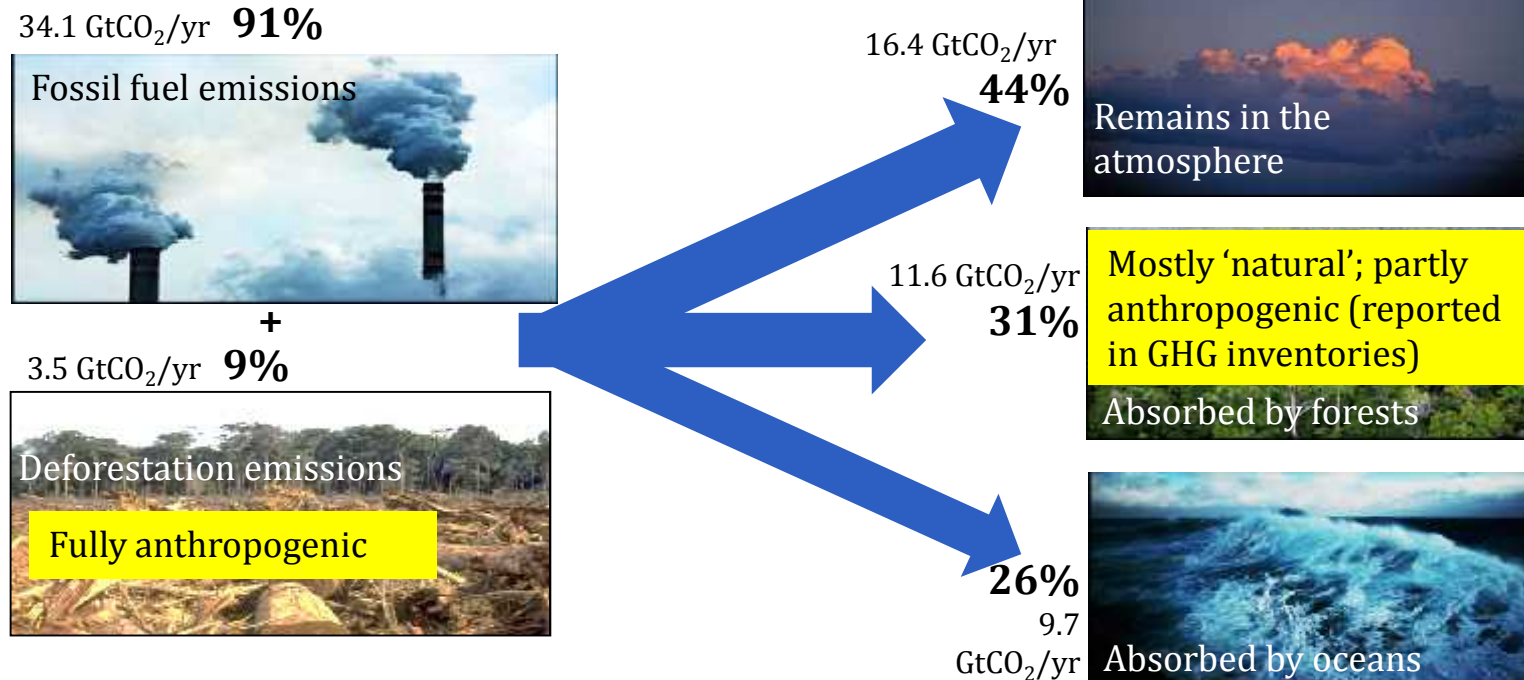 34.1 GtCO₂/yr 91%
Fossil fuel emissions
+
3.5 GtCO₂/yr 9%
Deforestation emissions
Fully anthropogenic
16.4 GtCO₂/yr
44%
Remains in the
atmosphere
11.6 GtCO₂/yr
31%
Mostly ‘natural’; partly
anthropogenic (reported
in GHG inventories)
Absorbed by forests
26%
9.7
GtCO₂/yr
Absorbed by oceans